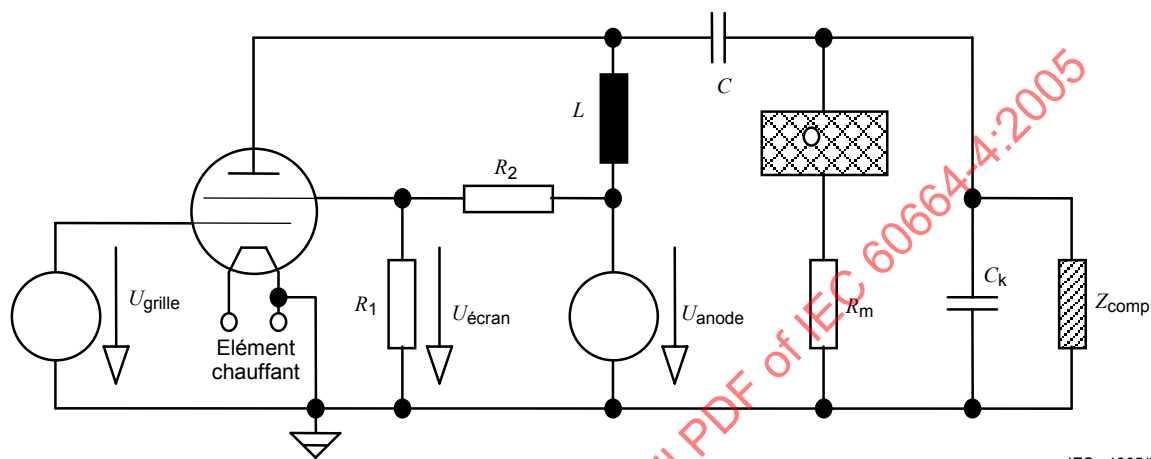 C
L
R2
Ugrille
R1
Uécran
Uanode
Rm
Ck
Zcomp
Elément
chauffant
PDF of IEC 60664-4:2005